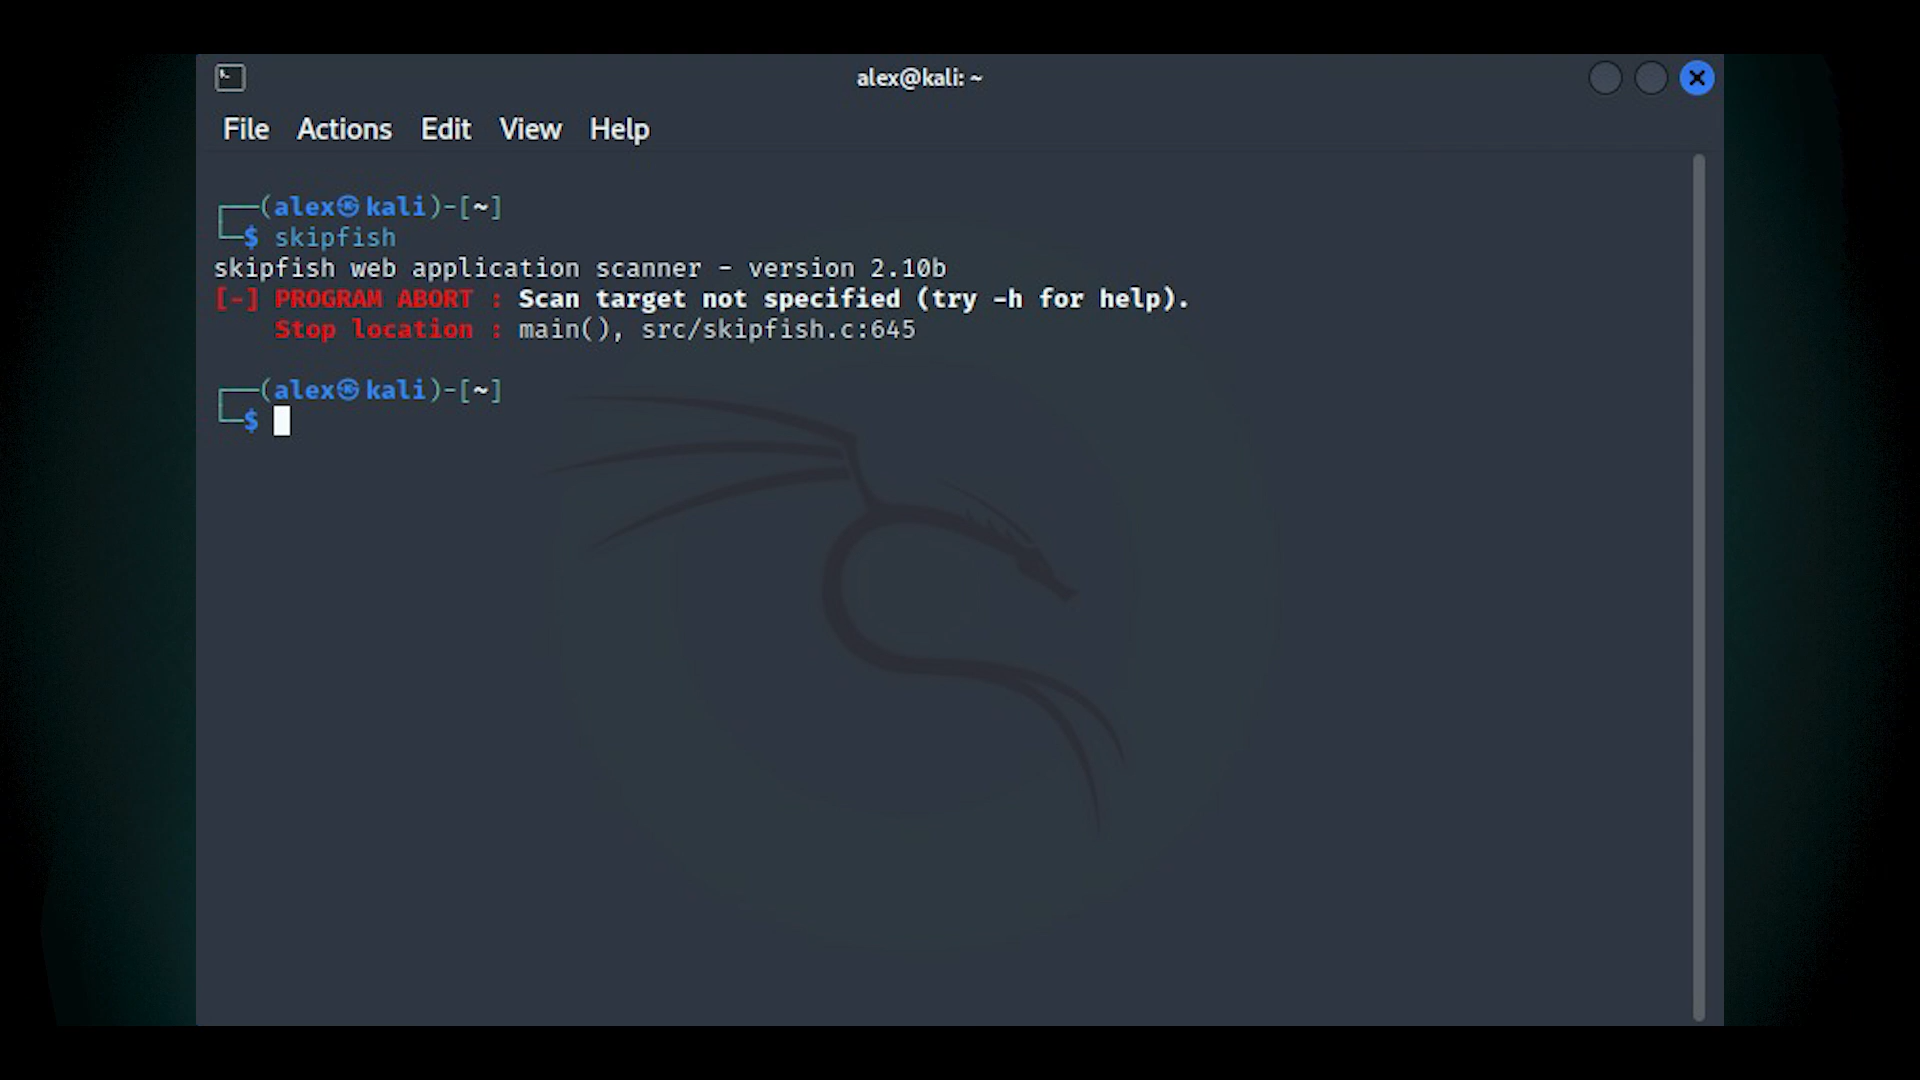 alex@kali: ~
File Actions Edit View Help
┌──(alex㉿kali)-[~]
└─$ skipfish
skipfish web application scanner - version 2.10b
[-] PROGRAM ABORT : Scan target not specified (try -h for help).
Stop location : main(), src/skipfish.c:645
┌──(alex㉿kali)-[~]
└─$